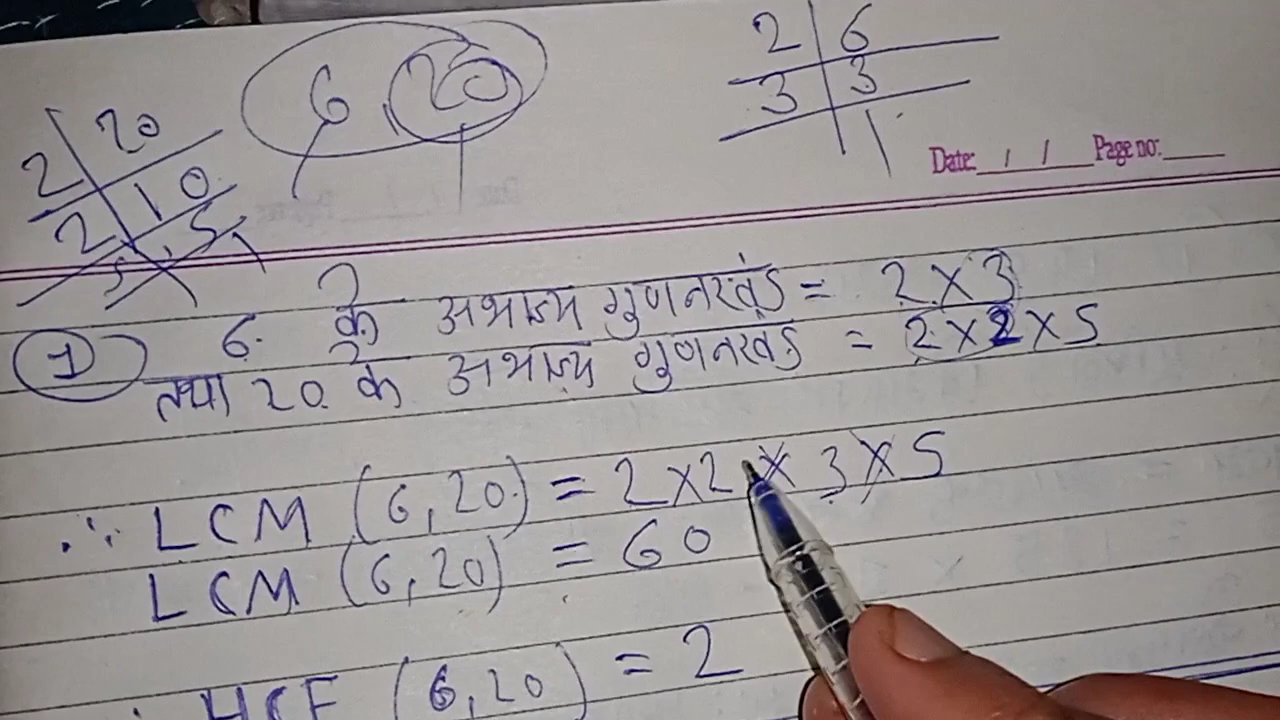 6, 20
2 | 20
2 | 10
5
2 | 6
3 | 3
1
Date: / / Page no:
① 6 के अभाज्य गुणनखंड = 2 × 3
तथा 20 के अभाज्य गुणनखंड = 2 × 2 × 5
∴ LCM (6, 20) = 2 × 2 × 3 × 5
LCM (6, 20) = 60
HCF (6, 20) = 2